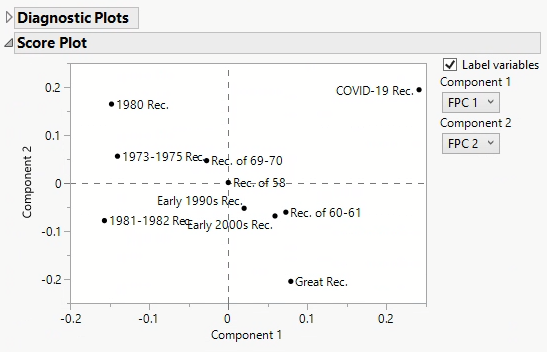 Diagnostic Plots
Score Plot
Label variables
Component 1
FPC 1
Component 2
FPC 2
Component 2
0.2
0.1
0
-0.1
-0.2
COVID-19 Rec.
1980 Rec.
1973-1975 Rec.
Rec. of 69-70
Rec. of 58
Early 1990s Rec.
1981-1982 Rec.
Early 2000s Rec.
Rec. of 60-61
Great Rec.
-0.2
-0.1
0
0.1
0.2
Component 1